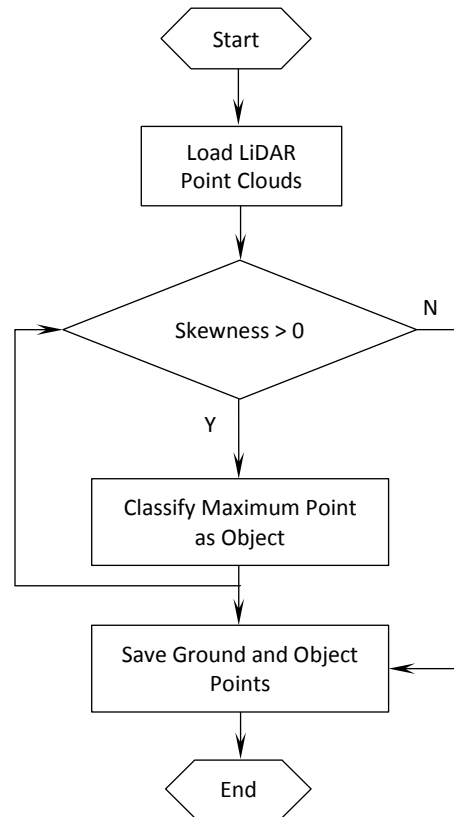 Start
Load LiDAR
Point Clouds
Skewness > 0
N
Y
Classify Maximum Point
as Object
Save Ground and Object
Points
End